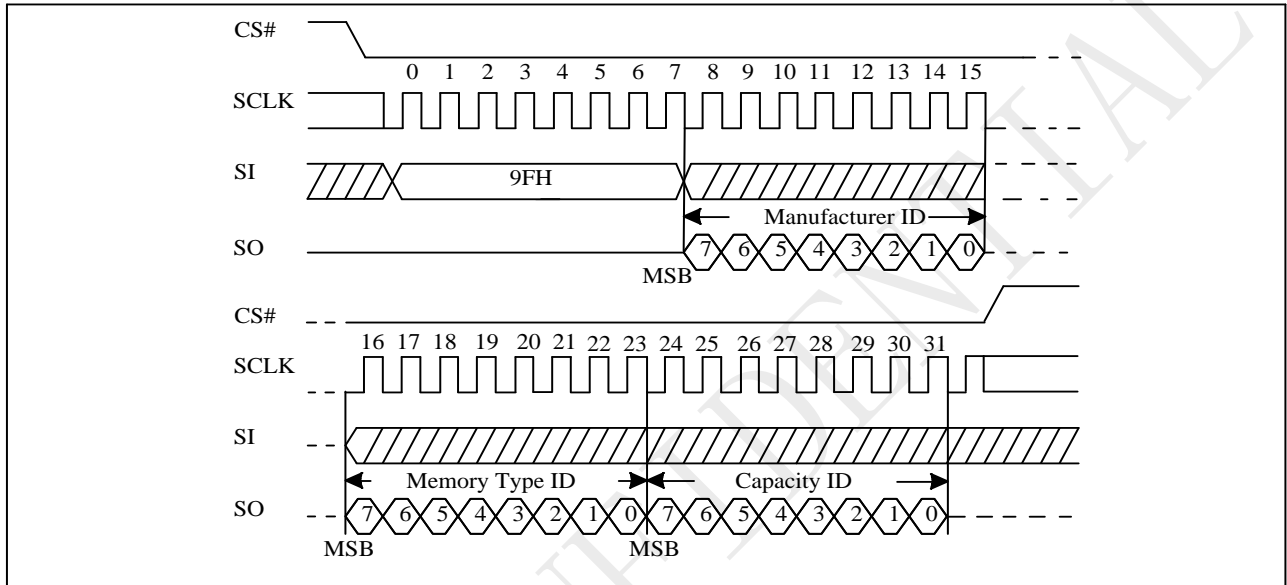 CS#
0 1 2 3 4 5 6 7 8 9 10 11 12 13 14 15
SCLK
SI
9FH
Manufacturer ID
SO
7 6 5 4 3 2 1 0
MSB
CS#
16 17 18 19 20 21 22 23 24 25 26 27 28 29 30 31
SCLK
SI
Memory Type ID Capacity ID
SO
7 6 5 4 3 2 1 0 7 6 5 4 3 2 1 0
MSB MSB
FIDENTIAL